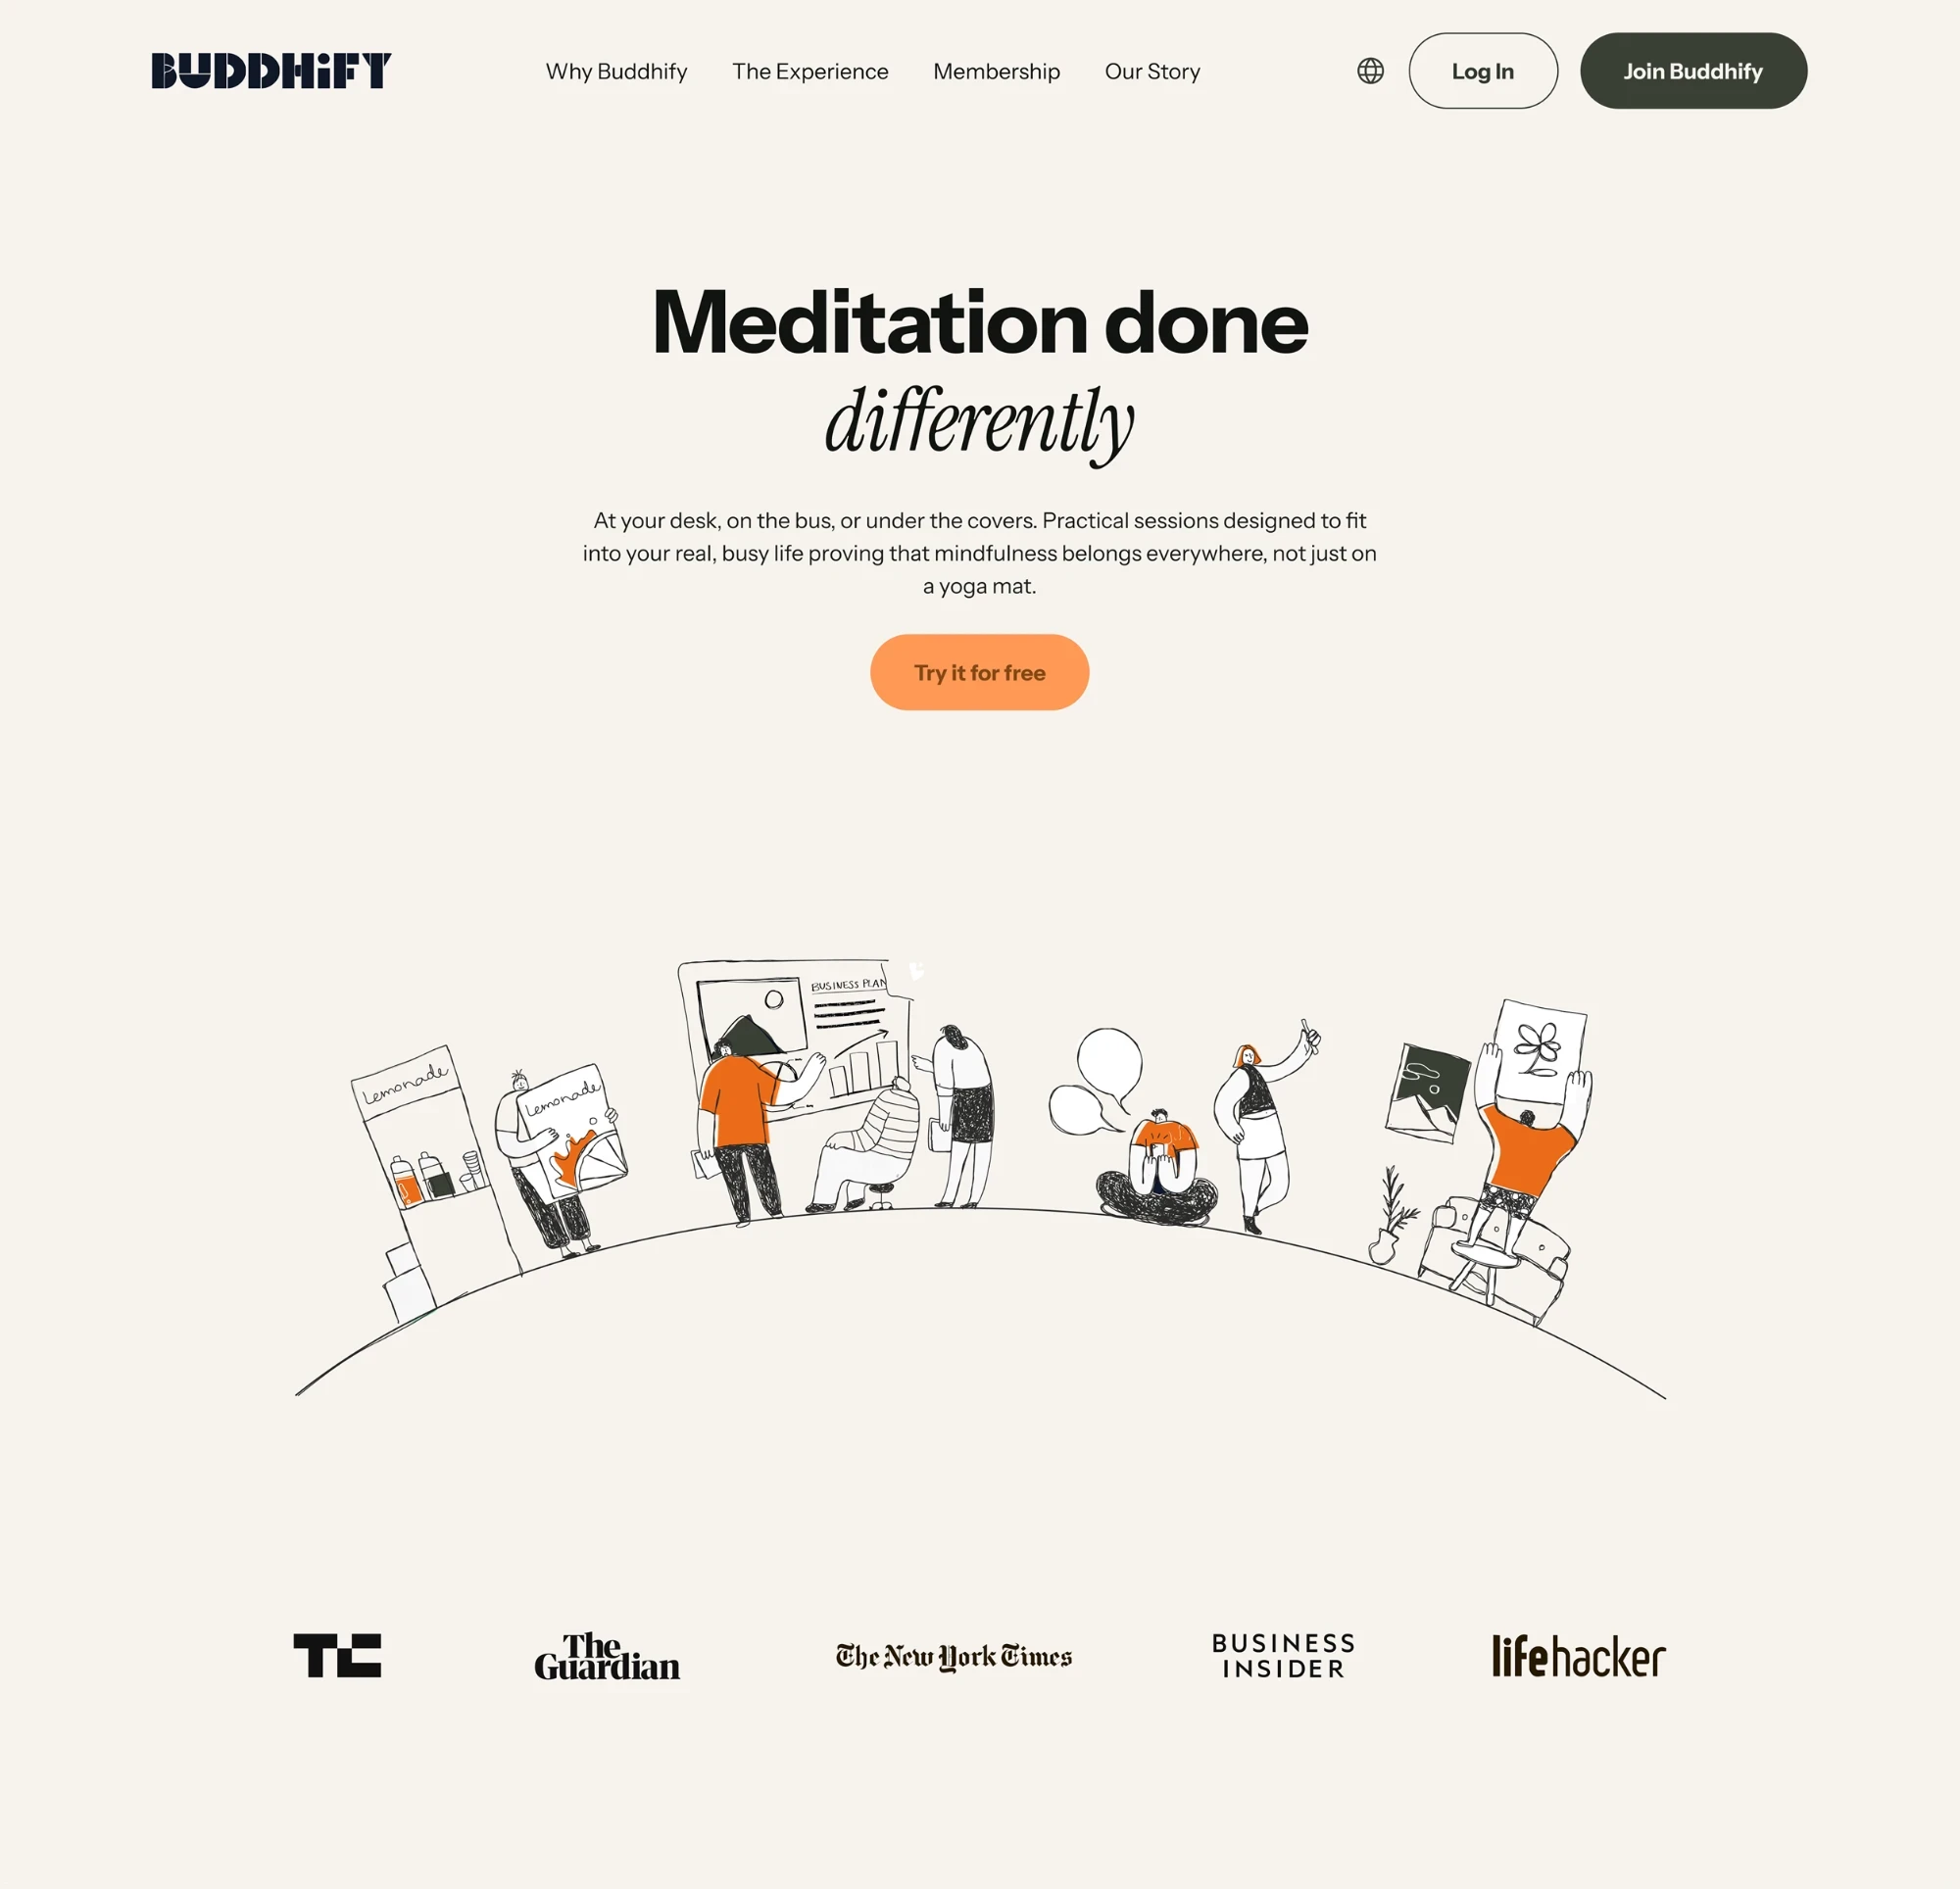 BUDDHiFY
Why Buddhify
The Experience
Membership
Our Story
Log In
Join Buddhify
Meditation done
differently
At your desk, on the bus, or under the covers. Practical sessions designed to fit
into your real, busy life proving that mindfulness belongs everywhere, not just on
a yoga mat.
Try it for free
BUSINESS PLAN
Lemonade
Lemonade
TC
The
Guardian
The New York Times
BUSINESS
INSIDER
lifehacker